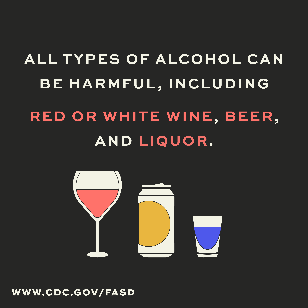 ALL TYPES OF ALCOHOL CAN
BE HARMFUL, INCLUDING
RED OR WHITE WINE, BEER,
AND LIQUOR.
WWW.CDC.GOV/FASD